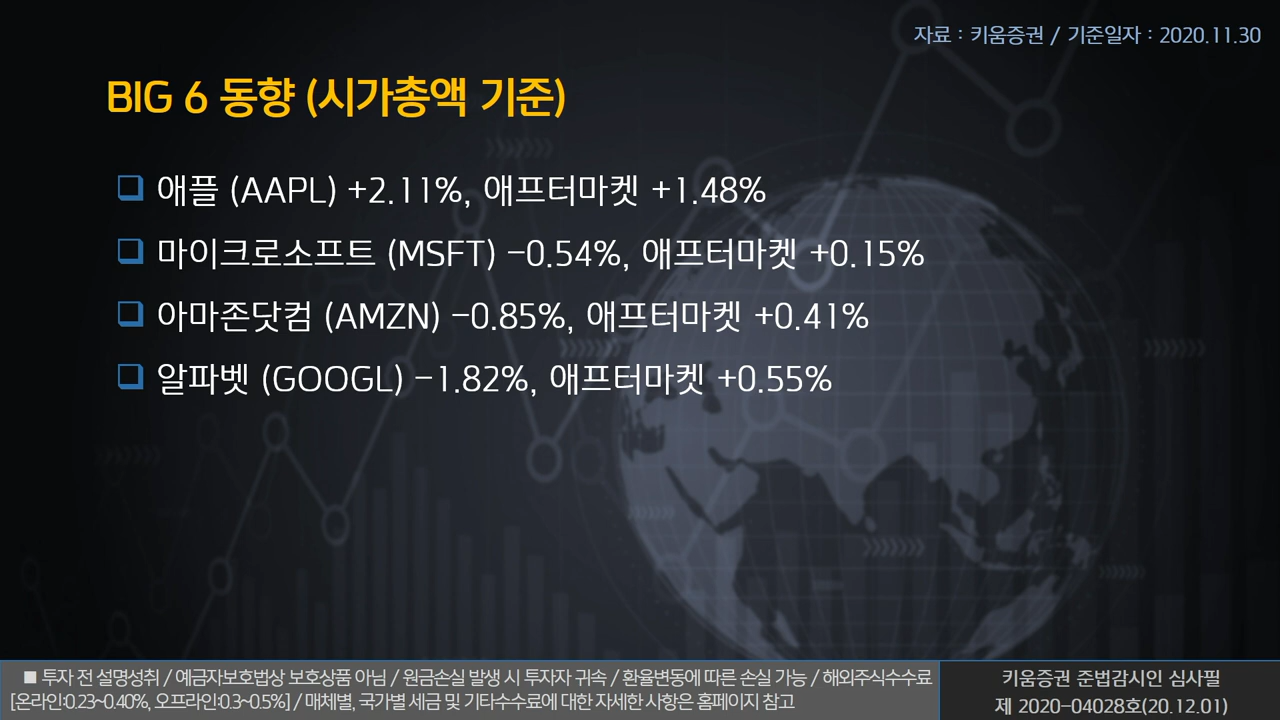 자료 : 키움증권 / 기준일자 : 2020.11.30
BIG 6 동향 (시가총액 기준)
❑ 애플 (AAPL) +2.11%, 애프터마켓 +1.48%
❑ 마이크로소프트 (MSFT) -0.54%, 애프터마켓 +0.15%
❑ 아마존닷컴 (AMZN) -0.85%, 애프터마켓 +0.41%
❑ 알파벳 (GOOGL) -1.82%, 애프터마켓 +0.55%
■ 투자 전 설명성취 / 예금자보호법상 보호상품 아님 / 원금손실 발생 시 투자자 귀속 / 환율변동에 따른 손실 가능 / 해외주식수수료
[온라인:0.23~0.40%, 오프라인:0.3~0.5%] / 매체별, 국가별 세금 및 기타수수료에 대한 자세한 사항은 홈페이지 참고
키움증권 준법감시인 심사필
제 2020-04028호(20.12.01)